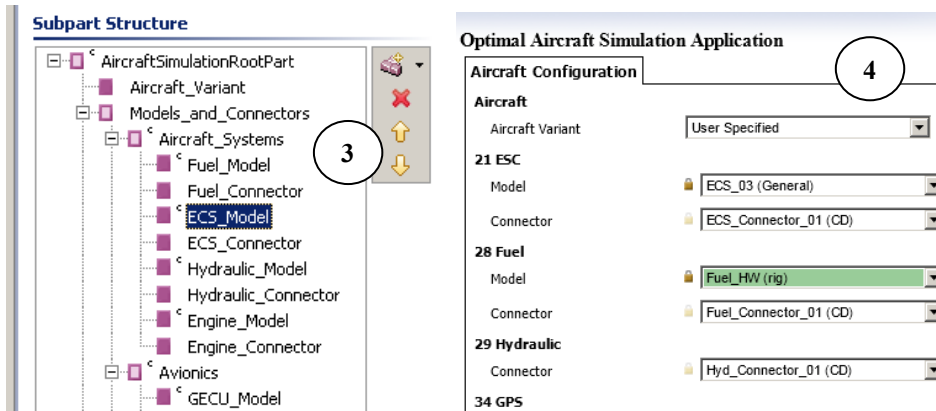 Subpart Structure
c AircraftSimulationRootPart
Aircraft_Variant
Models_and_Connectors
c Aircraft_Systems
c Fuel_Model
Fuel_Connector
c ECS_Model
ECS_Connector
c Hydraulic_Model
Hydraulic_Connector
c Engine_Model
Engine_Connector
c Avionics
c GECU_Model
3
Optimal Aircraft Simulation Application
Aircraft Configuration
4
Aircraft
Aircraft Variant User Specified
21 ESC
Model ECS_03 (General)
Connector ECS_Connector_01 (CD)
28 Fuel
Model Fuel_HW (rig)
Connector Fuel_Connector_01 (CD)
29 Hydraulic
Connector Hyd_Connector_01 (CD)
34 GPS